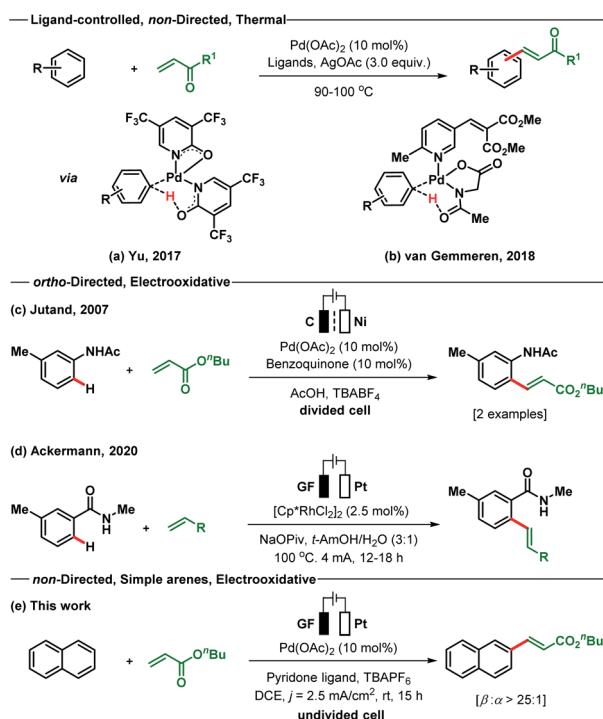 Ligand-controlled, non-Directed, Thermal
R
+
R¹
O
Pd(OAc)₂ (10 mol%)
Ligands, AgOAc (3.0 equiv.)
90-100 °C
R
O
R¹
via
CF₃
F₃C
N
O
Pd
N
CF₃
H
R
O
CF₃
(a) Yu, 2017
CO₂Me
CO₂Me
Me
N
Pd
O
O
N
H
R
O
Me
(b) van Gemmeren, 2018
ortho-Directed, Electrooxidative
(c) Jutand, 2007
C
Ni
Me
NHAc
H
+
OⁿBu
O
Pd(OAc)₂ (10 mol%)
Benzoquinone (10 mol%)
AcOH, TBABF₄
divided cell
Me
NHAc
CO₂ⁿBu
[2 examples]
(d) Ackermann, 2020
GF
Pt
Me
O
N
H
Me
H
+
R
[Cp*RhCl₂]₂ (2.5 mol%)
NaOPiv, t-AmOH/H₂O (3:1)
100 °C. 4 mA, 12-18 h
Me
O
N
H
Me
R
non-Directed, Simple arenes, Electrooxidative
(e) This work
GF
Pt
+
OⁿBu
O
Pd(OAc)₂ (10 mol%)
Pyridone ligand, TBAPF₆
DCE, j = 2.5 mA/cm², rt, 15 h
undivided cell
CO₂ⁿBu
[β:α > 25:1]